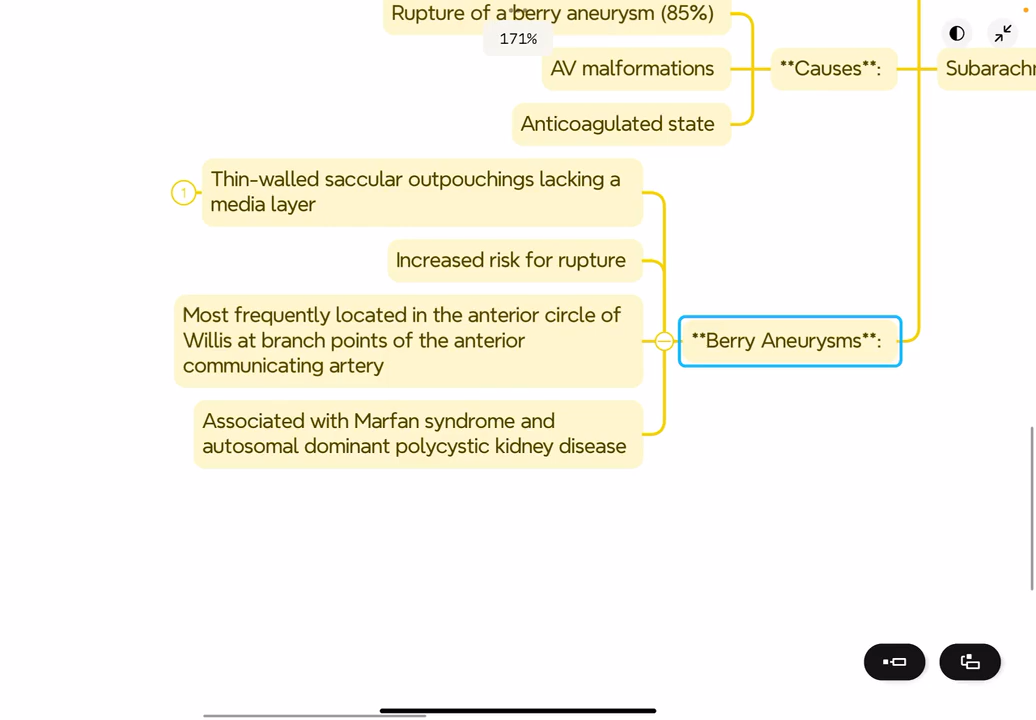 Rupture of a berry aneurysm (85%)
171%
AV malformations
**Causes**:
Anticoagulated state
1
Thin-walled saccular outpouchings lacking a
media layer
Increased risk for rupture
Most frequently located in the anterior circle of
Willis at branch points of the anterior
communicating artery
**Berry Aneurysms**:
Associated with Marfan syndrome and
autosomal dominant polycystic kidney disease